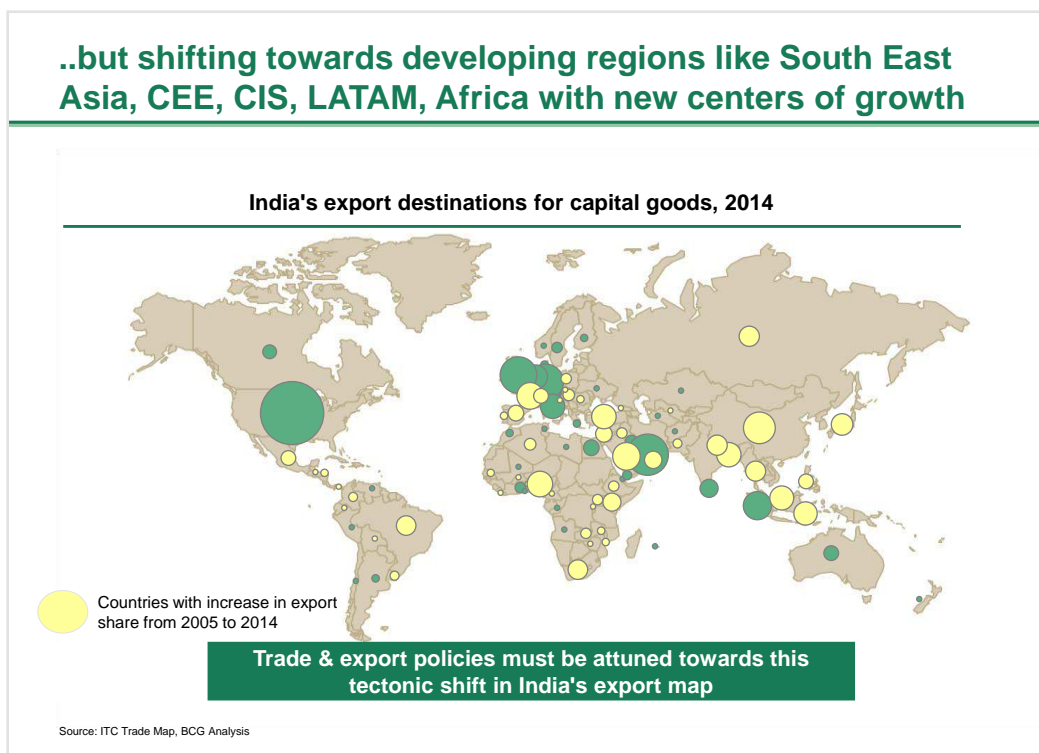 ..but shifting towards developing regions like South East
Asia, CEE, CIS, LATAM, Africa with new centers of growth
India's export destinations for capital goods, 2014
Countries with increase in export
share from 2005 to 2014
Trade & export policies must be attuned towards this
tectonic shift in India's export map
Source: ITC Trade Map, BCG Analysis